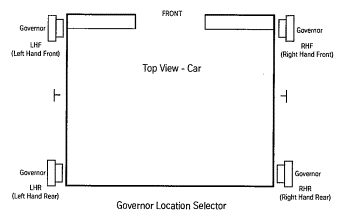 FRONT
Governor
LHF
(Left Hand Front)
Governor
RHF
(Right Hand Front)
Top View - Car
Governor
LHR
(Left Hand Rear)
Governor
RHR
(Right Hand Rear)
Governor Location Selector